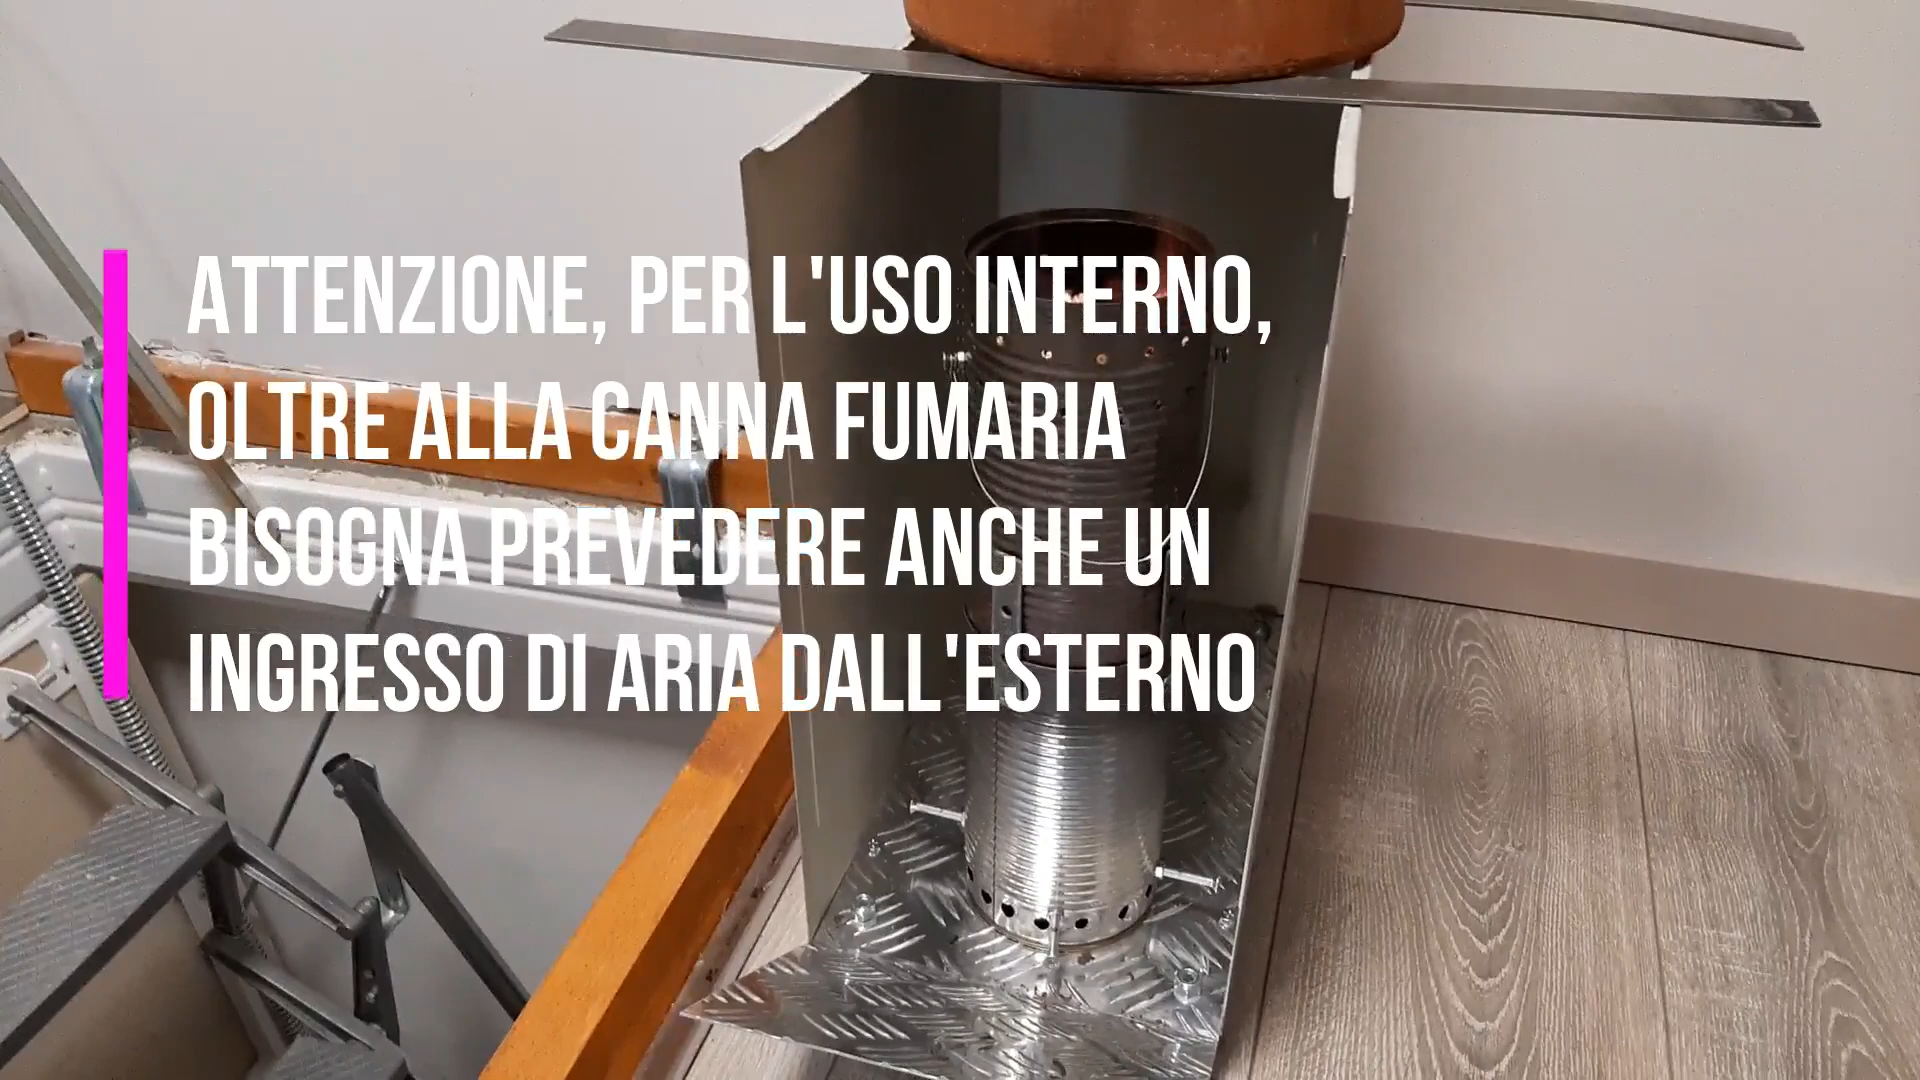 ATTENZIONE, PER L'USO INTERNO,
OLTRE ALLA CANNA FUMARIA
BISOGNA PREVEDERE ANCHE UN
INGRESSO DI ARIA DALL'ESTERNO